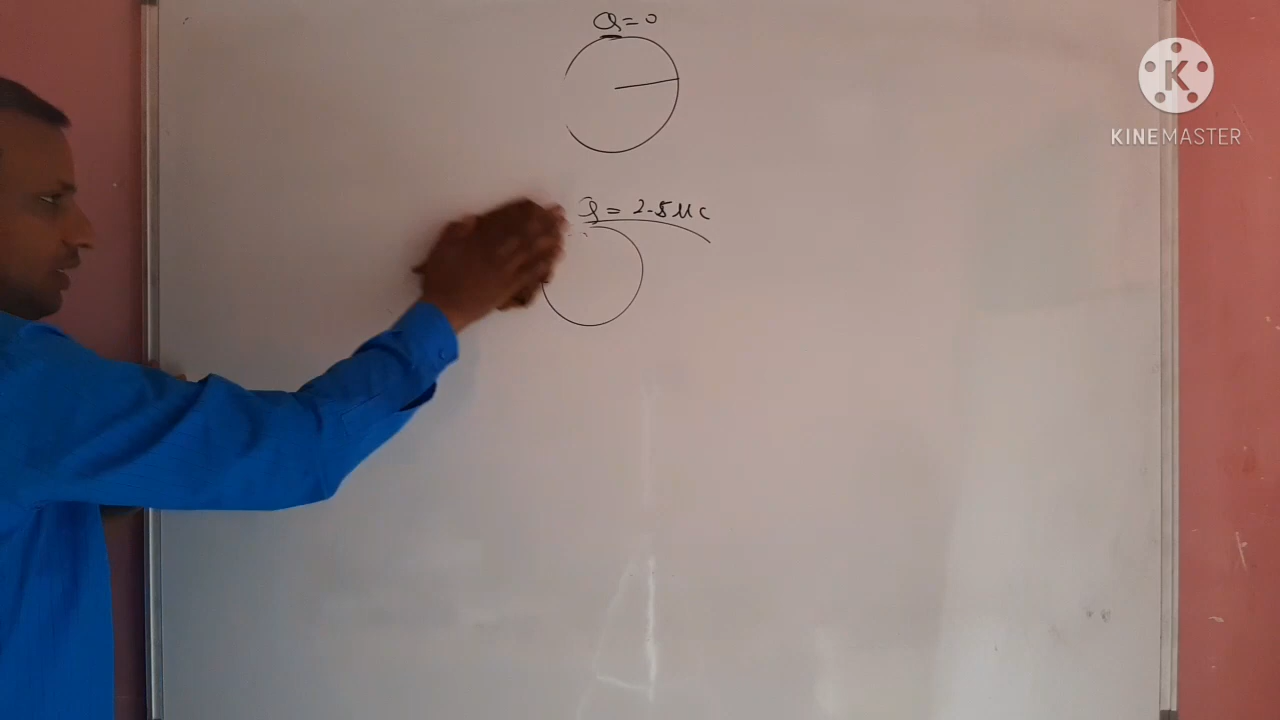 Q = 0
Q = 2.5 μc
K
KINEMASTER